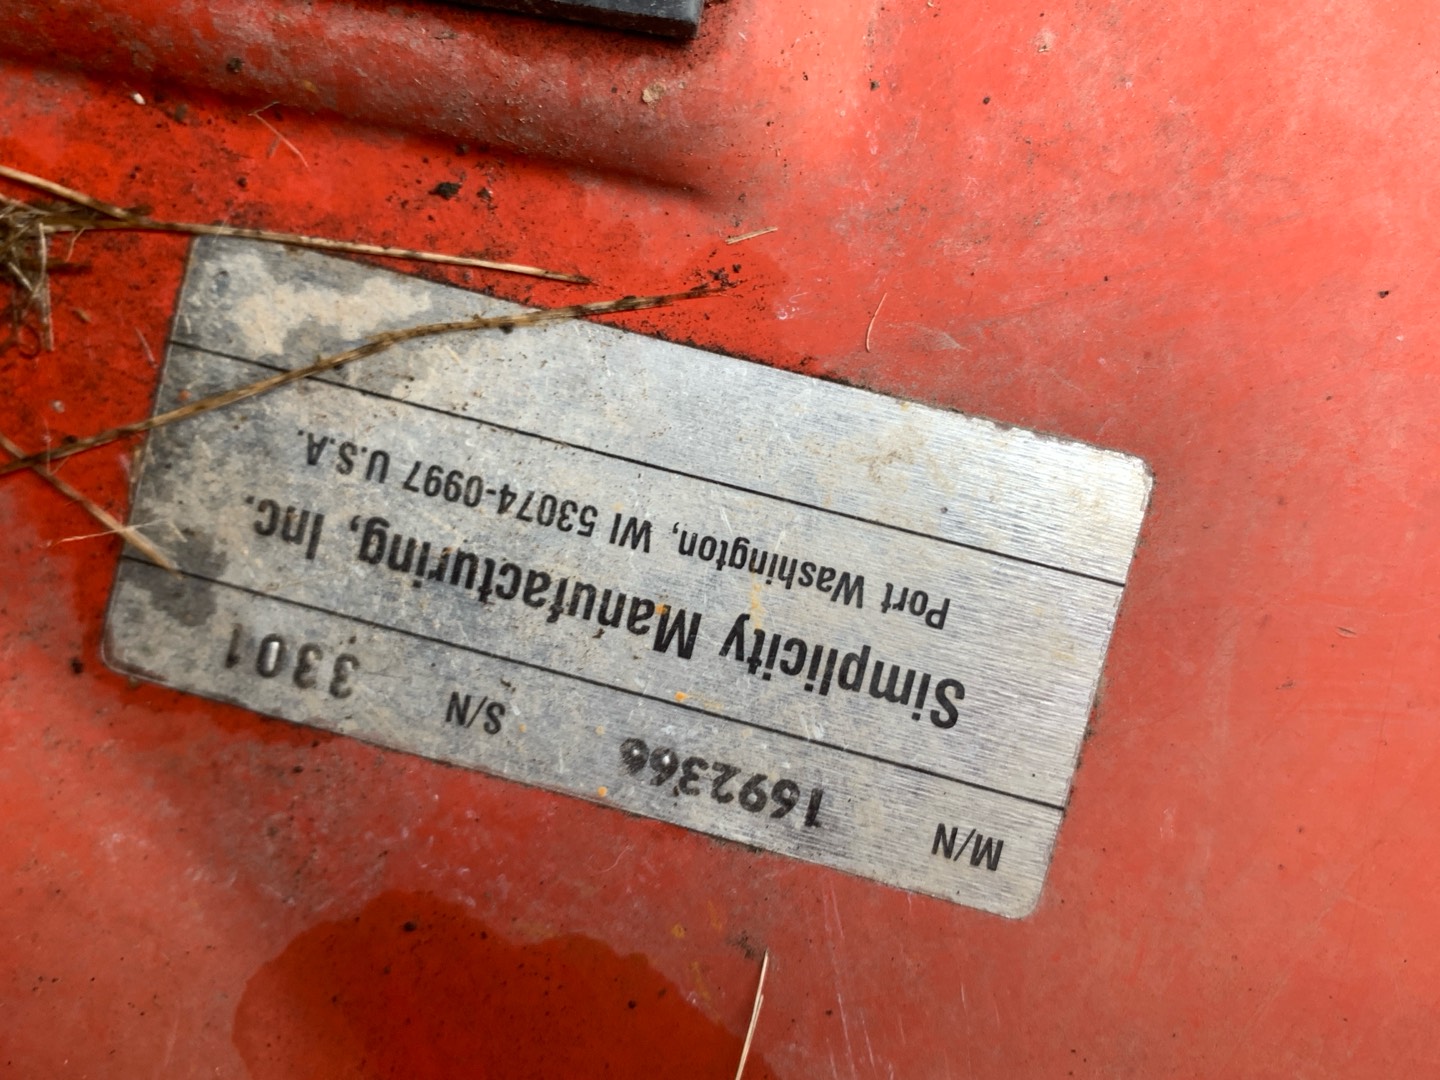 M/N 1692366 S/N 3301
Simplicity Manufacturing, Inc.
Port Washington, WI 53074-0997 U.S.A.